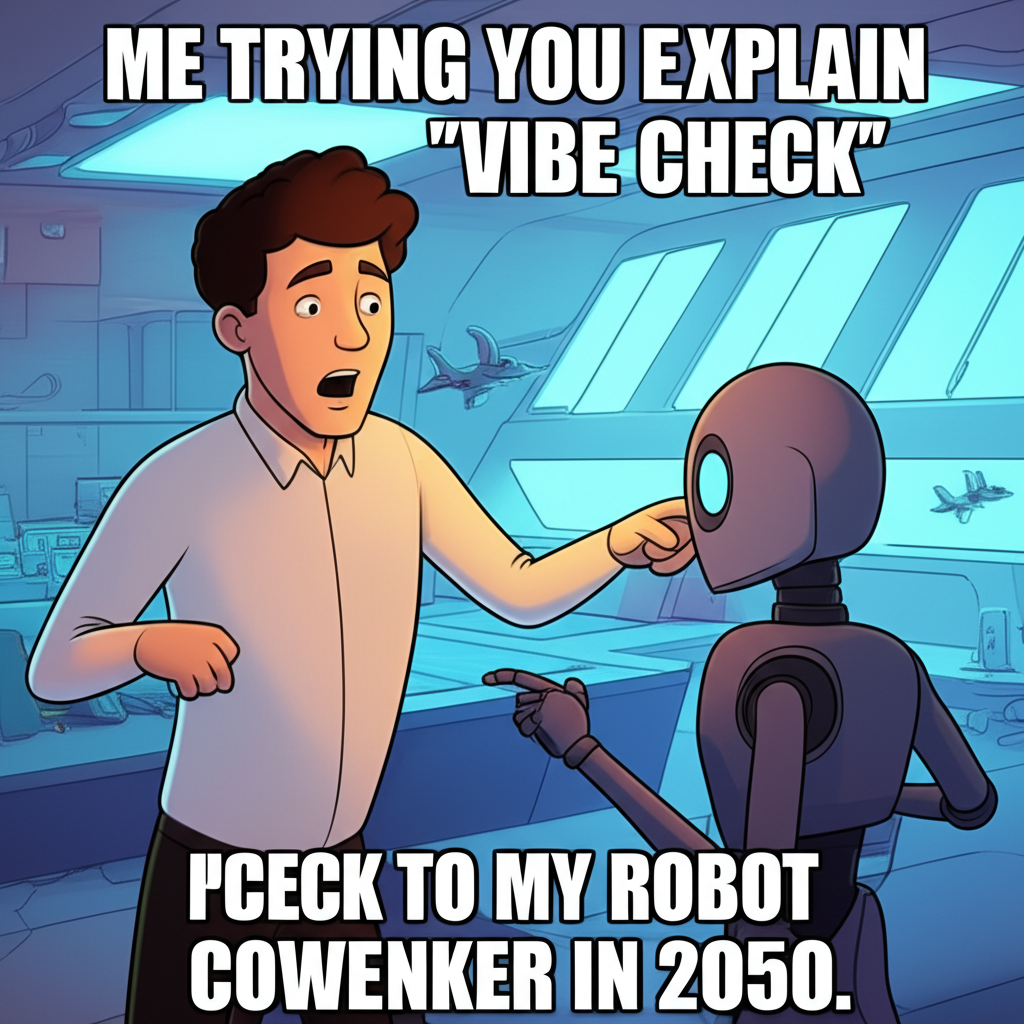 ME TRYING YOU EXPLAIN
"VIBE CHECK"
I'CECK TO MY ROBOT
COWENKER IN 2050.